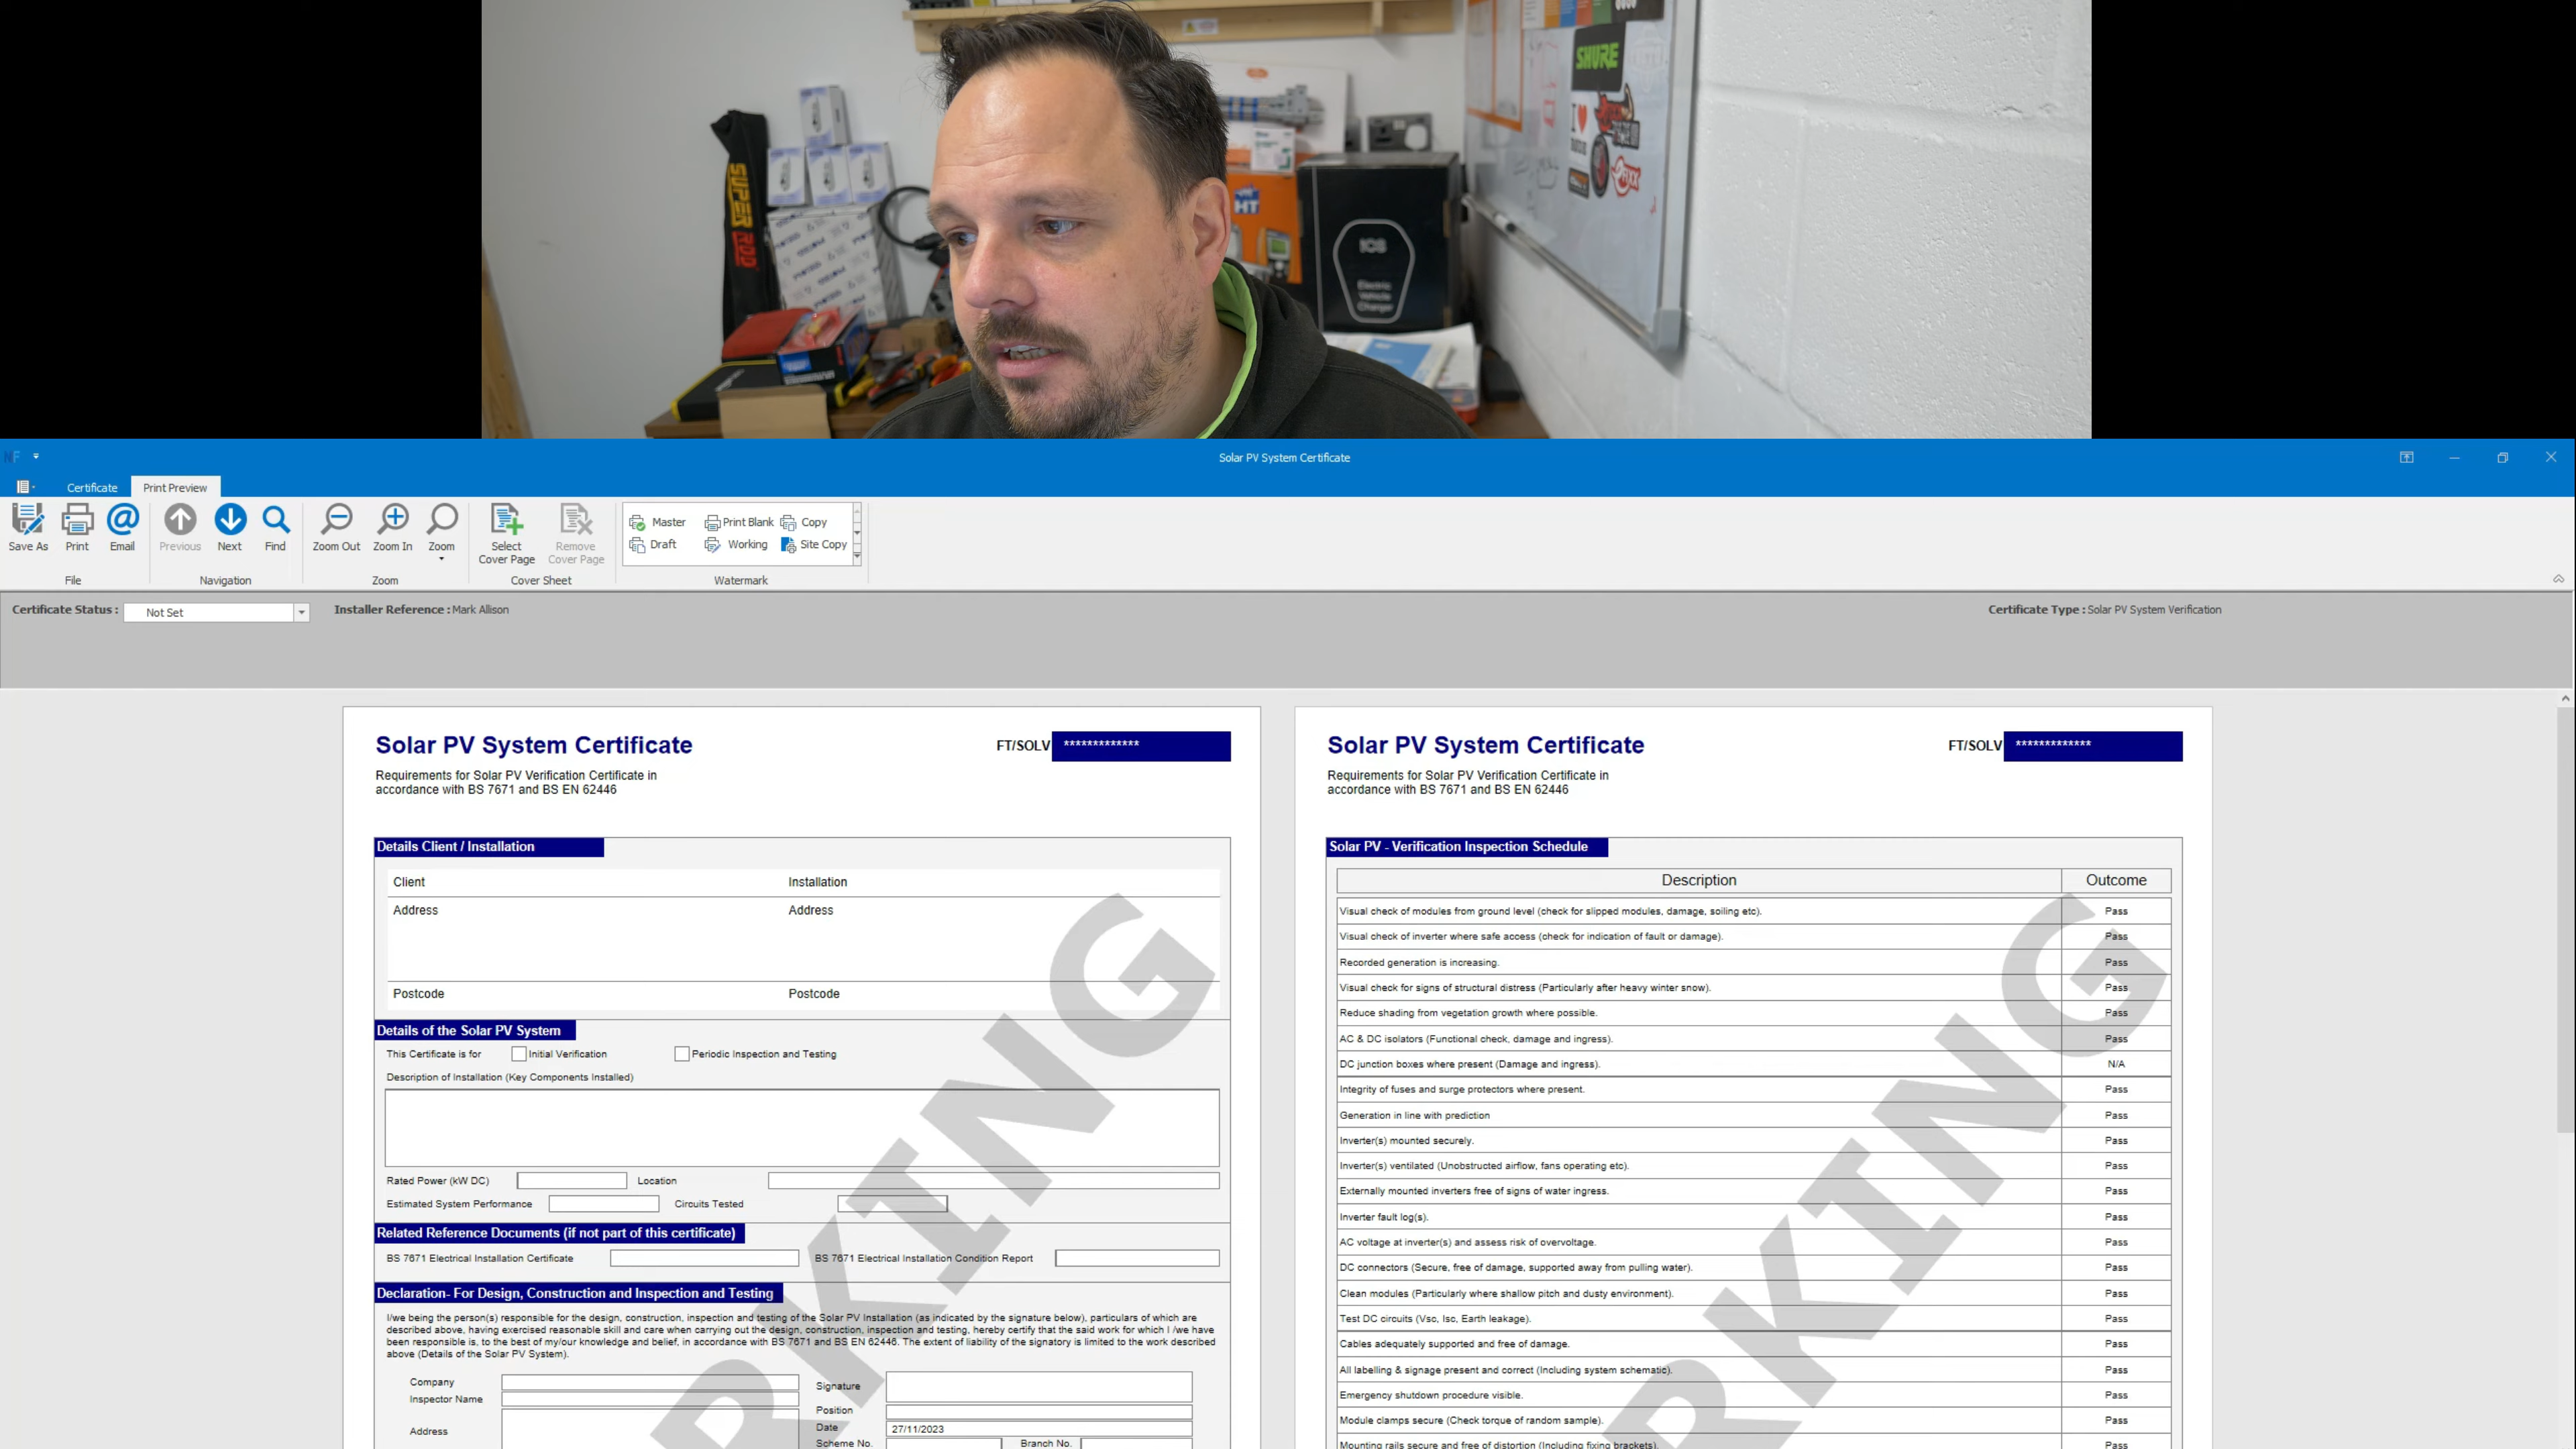 SHURE
I
FIXX
SUPER
ROD
HT
ICS
Electric
Vehicle
Charger
NF
Solar PV System Certificate
Certificate
Print Preview
Save As
Print
Email
Previous
Next
Find
Zoom Out
Zoom In
Zoom
Select
Cover Page
Remove
Cover Page
Master
Print Blank
Copy
Draft
Working
Site Copy
File
Navigation
Zoom
Cover Sheet
Watermark
Certificate Status :
Not Set
Installer Reference : Mark Allison
Certificate Type : Solar PV System Verification
Solar PV System Certificate
FT/SOLV
*************
Requirements for Solar PV Verification Certificate in
accordance with BS 7671 and BS EN 62446
Details Client / Installation
Client
Installation
Address
Address
Postcode
Postcode
Details of the Solar PV System
This Certificate is for
Initial Verification
Periodic Inspection and Testing
Description of Installation (Key Components Installed)
Rated Power (kW DC)
Location
Estimated System Performance
Circuits Tested
Related Reference Documents (if not part of this certificate)
BS 7671 Electrical Installation Certificate
BS 7671 Electrical Installation Condition Report
Declaration- For Design, Construction and Inspection and Testing
I/we being the person(s) responsible for the design, construction, inspection and testing of the Solar PV Installation (as indicated by the signature below), particulars of which are
described above, having exercised reasonable skill and care when carrying out the design, construction, inspection and testing, hereby certify that the said work for which I /we have
been responsible is, to the best of my/our knowledge and belief, in accordance with BS 7671 and BS EN 62446. The extent of liability of the signatory is limited to the work described
above (Details of the Solar PV System).
Company
Inspector Name
Address
Signature
Position
Date
27/11/2023
Scheme No.
Branch No.
RKING
Solar PV System Certificate
FT/SOLV
*************
Requirements for Solar PV Verification Certificate in
accordance with BS 7671 and BS EN 62446
Solar PV - Verification Inspection Schedule
Description Outcome
Visual check of modules from ground level (check for slipped modules, damage, soiling etc). Pass
Visual check of inverter where safe access (check for indication of fault or damage). Pass
Recorded generation is increasing. Pass
Visual check for signs of structural distress (Particularly after heavy winter snow). Pass
Reduce shading from vegetation growth where possible. Pass
AC & DC isolators (Functional check, damage and ingress). Pass
DC junction boxes where present (Damage and ingress). N/A
Integrity of fuses and surge protectors where present. Pass
Generation in line with prediction Pass
Inverter(s) mounted securely. Pass
Inverter(s) ventilated (Unobstructed airflow, fans operating etc). Pass
Externally mounted inverters free of signs of water ingress. Pass
Inverter fault log(s). Pass
AC voltage at inverter(s) and assess risk of overvoltage. Pass
DC connectors (Secure, free of damage, supported away from pulling water). Pass
Clean modules (Particularly where shallow pitch and dusty environment). Pass
Test DC circuits (Vsc, Isc, Earth leakage). Pass
Cables adequately supported and free of damage. Pass
All labelling & signage present and correct (Including system schematic). Pass
Emergency shutdown procedure visible. Pass
Module clamps secure (Check torque of random sample). Pass
Mounting rails secure and free of distortion (Including fixing brackets). Pass
RKING